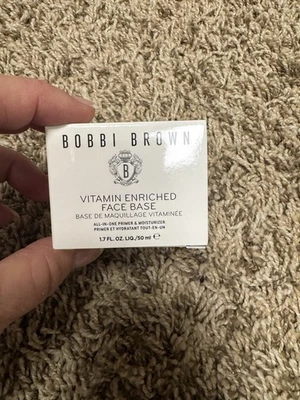 BOBBI BROWN
B
VITAMIN ENRICHED
FACE BASE
BASE DE MAQUILLAGE VITAMINÉE
ALL-IN-ONE PRIMER & MOISTURIZER
PRIMER ET HYDRATANT TOUT-EN-UN
1.7 FL. OZ. LIQ./50 ml ℮